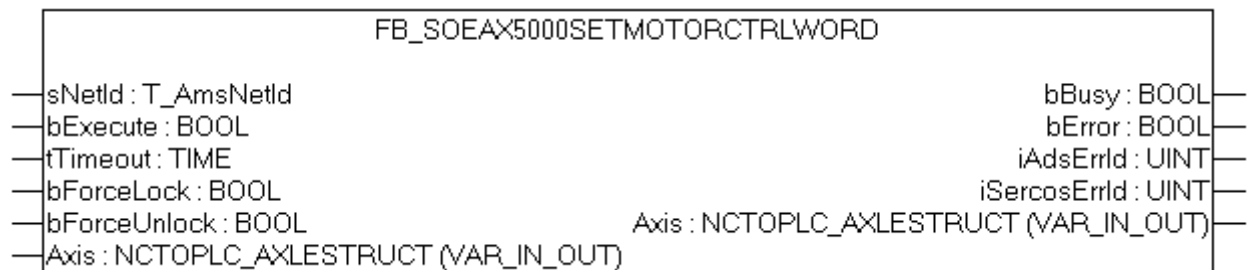 FB_SOEAX5000SETMOTORCTRLWORD
sNetId : T_AmsNetId
bBusy : BOOL
bExecute : BOOL
bError : BOOL
tTimeout : TIME
iAdsErrId : UINT
bForceLock : BOOL
iSercosErrId : UINT
bForceUnlock : BOOL
Axis : NCTOPLC_AXLESTRUCT (VAR_IN_OUT)
Axis : NCTOPLC_AXLESTRUCT (VAR_IN_OUT)